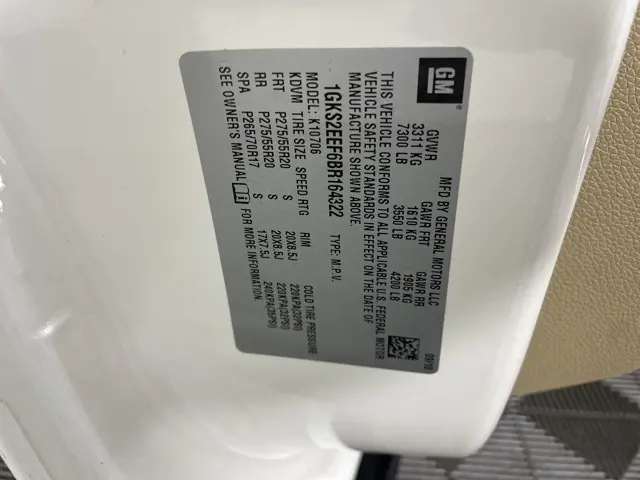 GM
®
MFD BY GENERAL MOTORS LLC 09/10
GVWR GAWR FRT GAWR RR
3311 KG 1610 KG 1905 KG
7300 LB 3550 LB 4200 LB
THIS VEHICLE CONFORMS TO ALL APPLICABLE U.S. FEDERAL MOTOR
VEHICLE SAFETY STANDARDS IN EFFECT ON THE DATE OF
MANUFACTURE SHOWN ABOVE.
1GKS2EEF6BR164322 TYPE: M.P.V.
MODEL: K10706 COLD TIRE PRESSURE
KDVM TIRE SIZE SPEED RTG RIM
FRT P275/55R20 S 20X8.5J 220KPA(32PSI)
RR P275/55R20 S 20X8.5J 220KPA(32PSI)
SPA P265/70R17 S 17X7.5J 240KPA(35PSI)
SEE OWNER'S MANUAL FOR MORE INFORMATION.